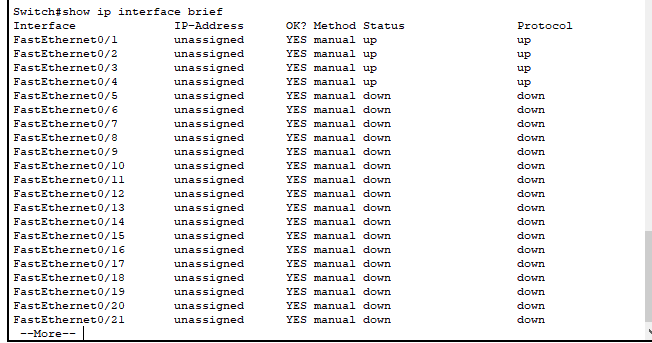 Switch#show ip interface brief
Interface              IP-Address      OK? Method Status                Protocol
FastEthernet0/1        unassigned      YES manual up                    up
FastEthernet0/2        unassigned      YES manual up                    up
FastEthernet0/3        unassigned      YES manual up                    up
FastEthernet0/4        unassigned      YES manual up                    up
FastEthernet0/5        unassigned      YES manual down                  down
FastEthernet0/6        unassigned      YES manual down                  down
FastEthernet0/7        unassigned      YES manual down                  down
FastEthernet0/8        unassigned      YES manual down                  down
FastEthernet0/9        unassigned      YES manual down                  down
FastEthernet0/10       unassigned      YES manual down                  down
FastEthernet0/11       unassigned      YES manual down                  down
FastEthernet0/12       unassigned      YES manual down                  down
FastEthernet0/13       unassigned      YES manual down                  down
FastEthernet0/14       unassigned      YES manual down                  down
FastEthernet0/15       unassigned      YES manual down                  down
FastEthernet0/16       unassigned      YES manual down                  down
FastEthernet0/17       unassigned      YES manual down                  down
FastEthernet0/18       unassigned      YES manual down                  down
FastEthernet0/19       unassigned      YES manual down                  down
FastEthernet0/20       unassigned      YES manual down                  down
FastEthernet0/21       unassigned      YES manual down                  down
 --More--